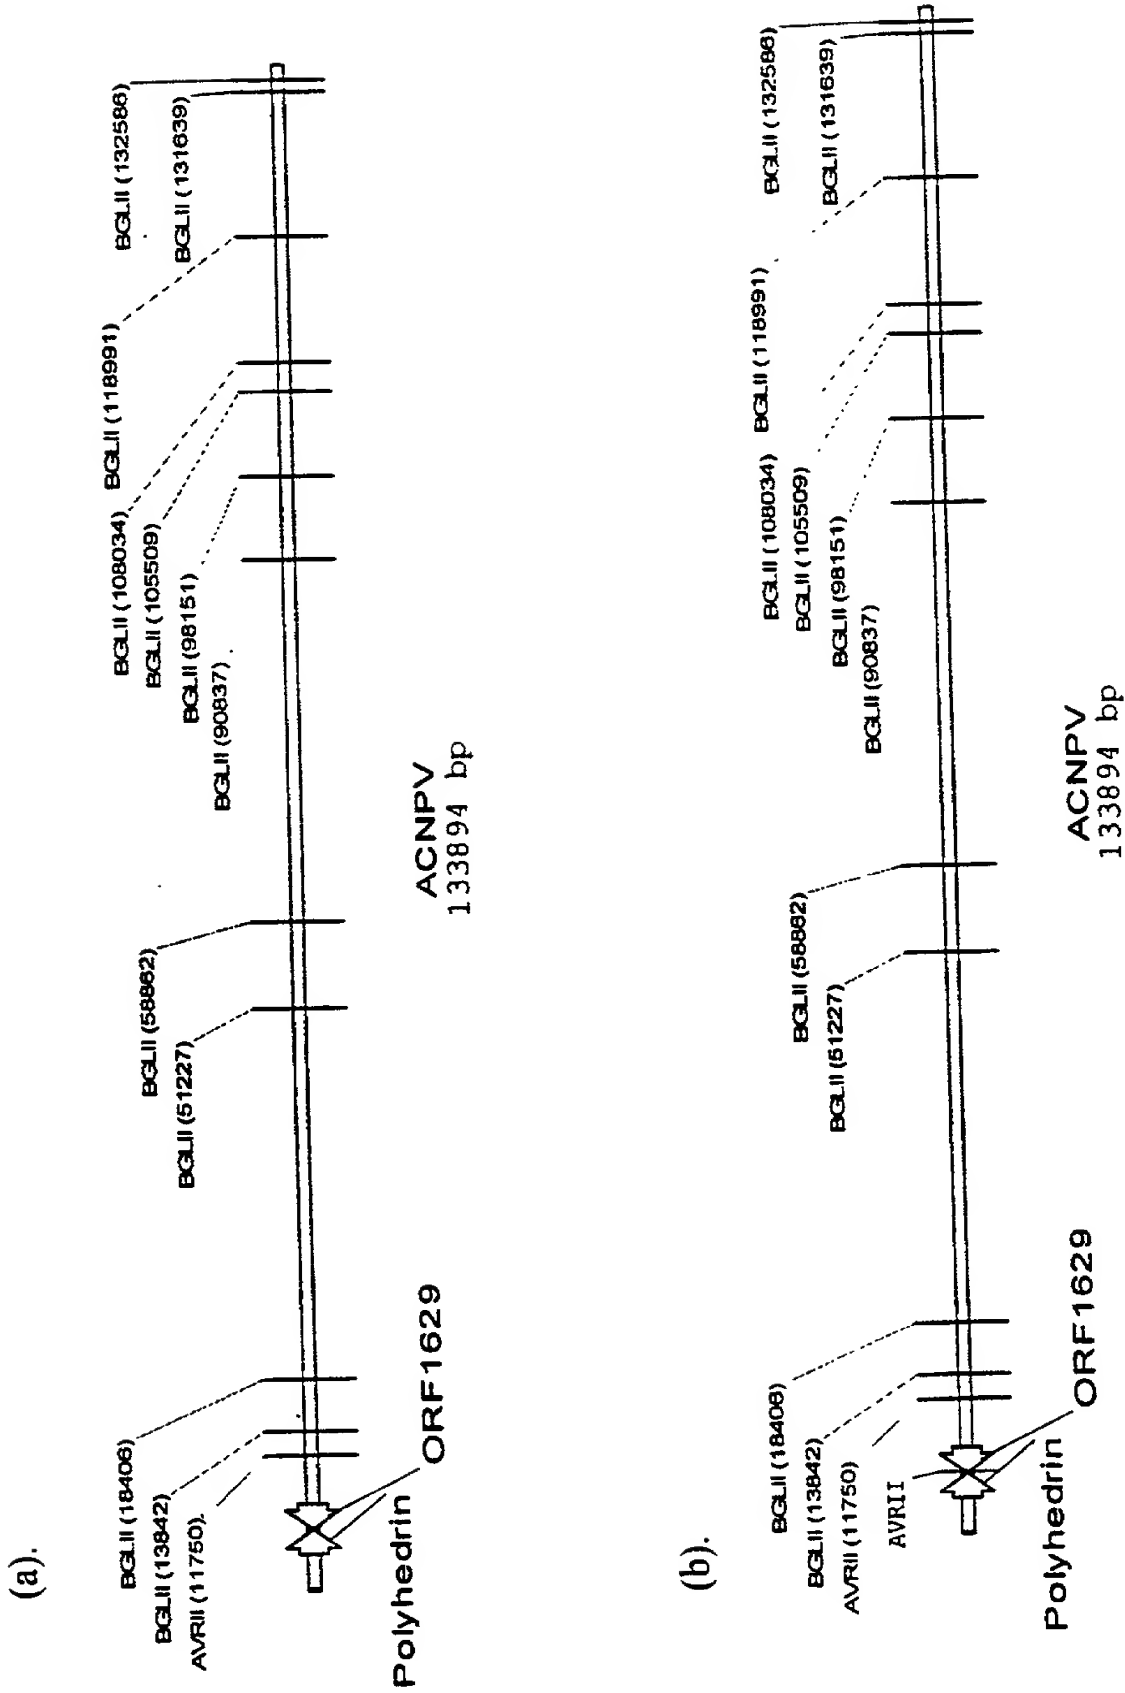 (a).
BGLII (132586)
BGLII (131639)
BGLII (118991)
BGLII (108034)
BGLII (105509)
BGLII (98151)
BGLII (90837)
BGLII (58862)
BGLII (51227)
BGLII (18406)
BGLII (13842)
AVRII (11750)
Polyhedrin
ORF1629
ACNPV
133894 bp
(b).
BGLII (132586)
BGLII (131639)
BGLII (118991)
BGLII (108034)
BGLII (105509)
BGLII (98151)
BGLII (90837)
BGLII (58862)
BGLII (51227)
BGLII (18406)
BGLII (13842)
AVRII (11750)
AVRII
Polyhedrin
ORF1629
ACNPV
133894 bp